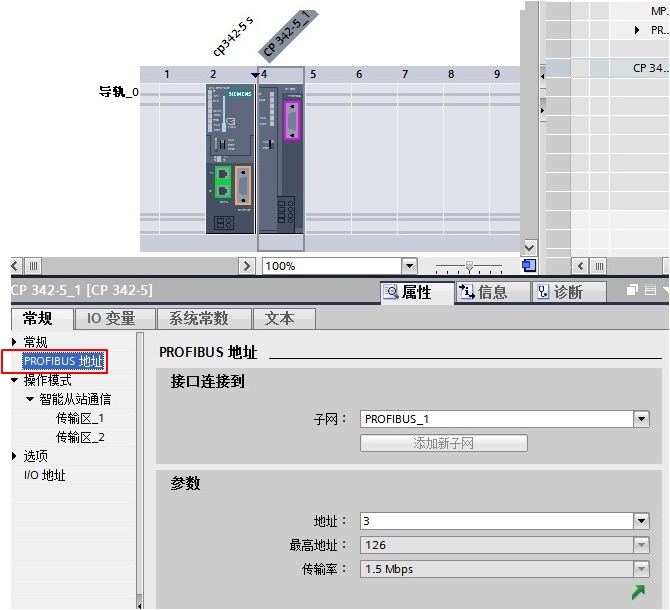 cp342-5 s
CP 342-5_1
MP..
PR..
CP 34..
1 2 4 5 6 7 8 9
导轨_0
SIEMENS
100%
CP 342-5_1 [CP 342-5]
属性
信息
诊断
常规
IO 变量
系统常数
文本
常规
PROFIBUS 地址
操作模式
智能从站通信
传输区_1
传输区_2
选项
I/O 地址
PROFIBUS 地址
接口连接到
子网：
PROFIBUS_1
添加新子网
参数
地址：
3
最高地址：
126
传输率：
1.5 Mbps